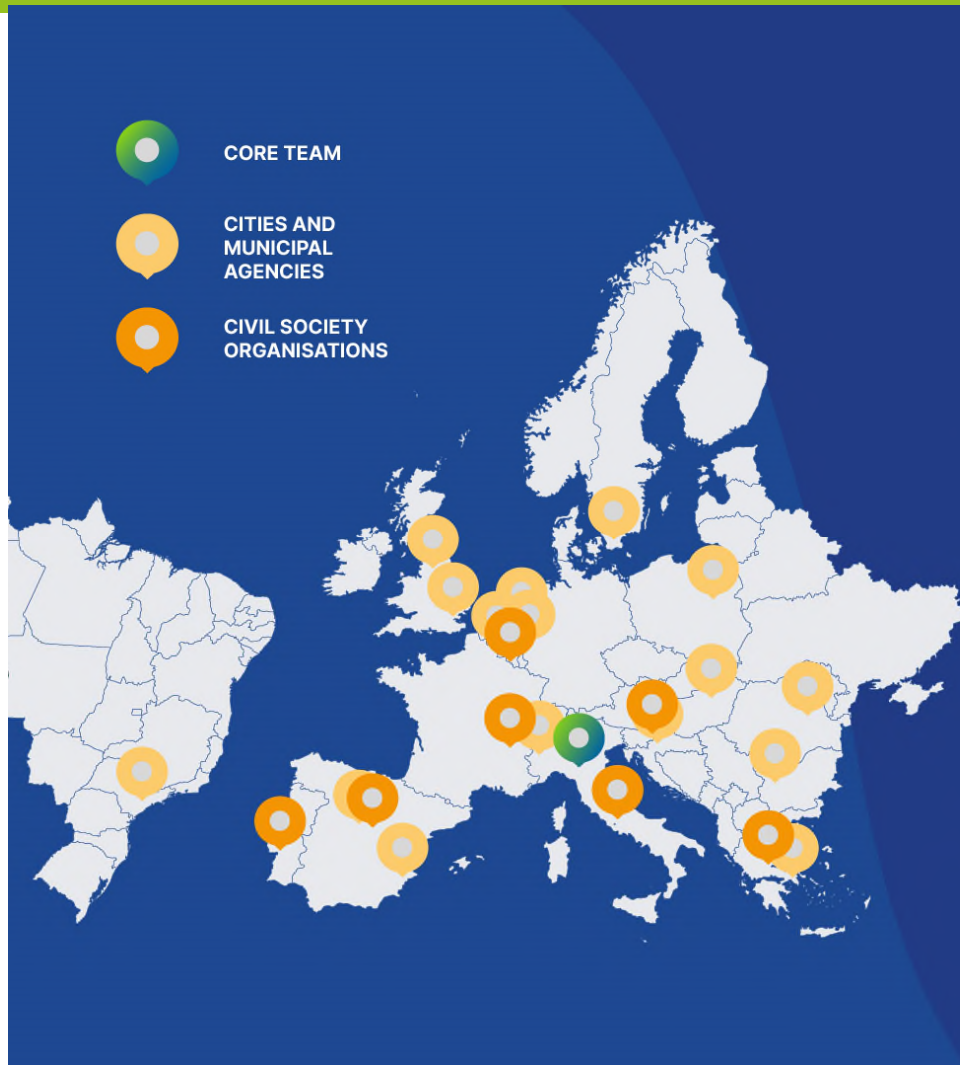 CORE TEAM
CITIES AND
MUNICIPAL
AGENCIES
CIVIL SOCIETY
ORGANISATIONS